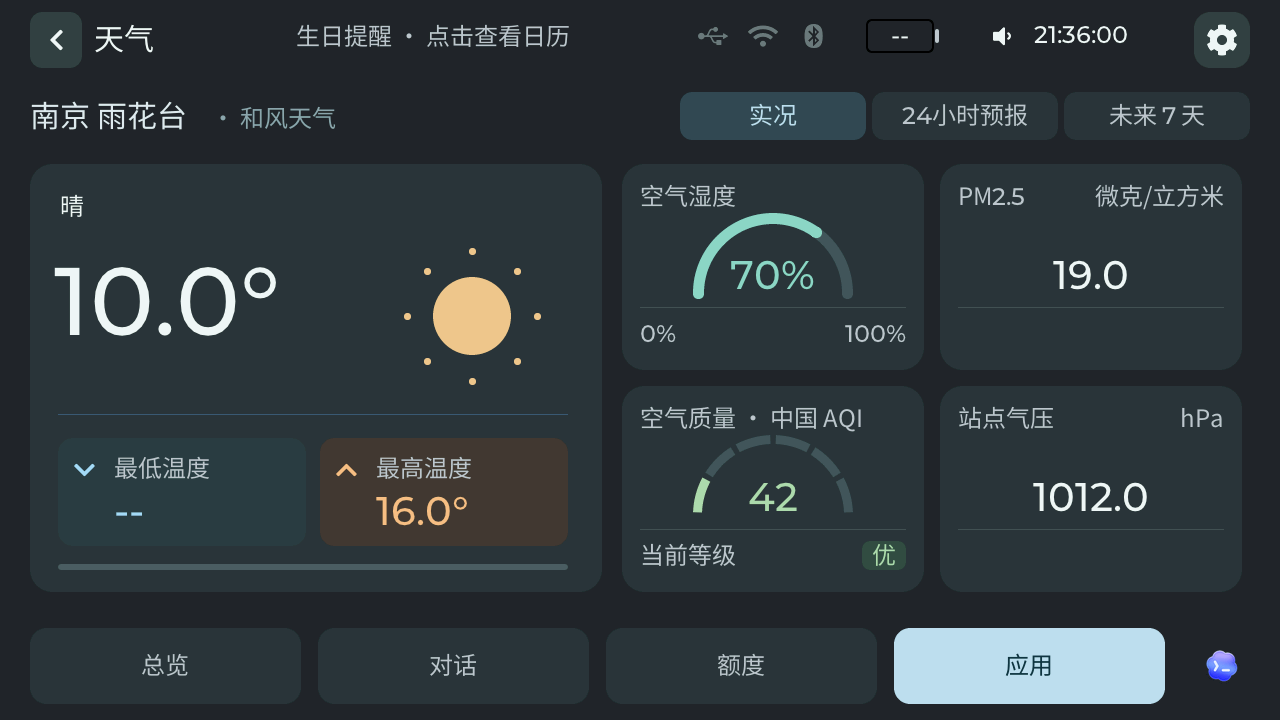 天气
生日提醒 · 点击查看日历
--
21:36:00
南京 雨花台 · 和风天气
实况
24小时预报
未来 7 天
晴
10.0°
最低温度
--
最高温度
16.0°
空气湿度
70%
0% 100%
PM2.5 微克/立方米
19.0
空气质量 · 中国 AQI
42
当前等级 优
站点气压 hPa
1012.0
总览
对话
额度
应用